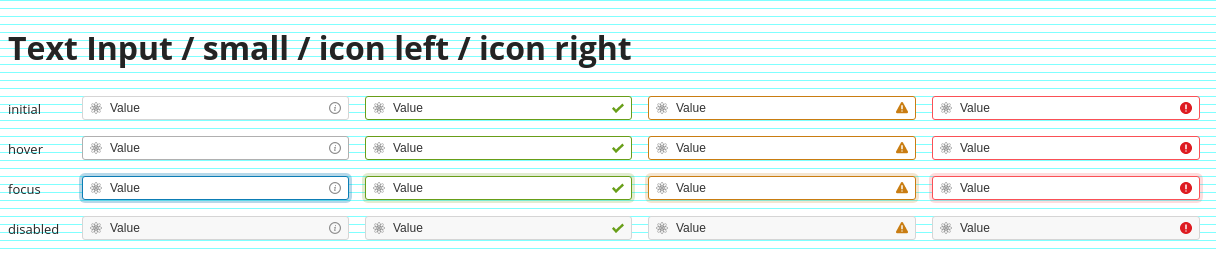 Text Input / small / icon left / icon right
initial Value Value Value Value
hover Value Value Value Value
focus Value Value Value Value
disabled Value Value Value Value